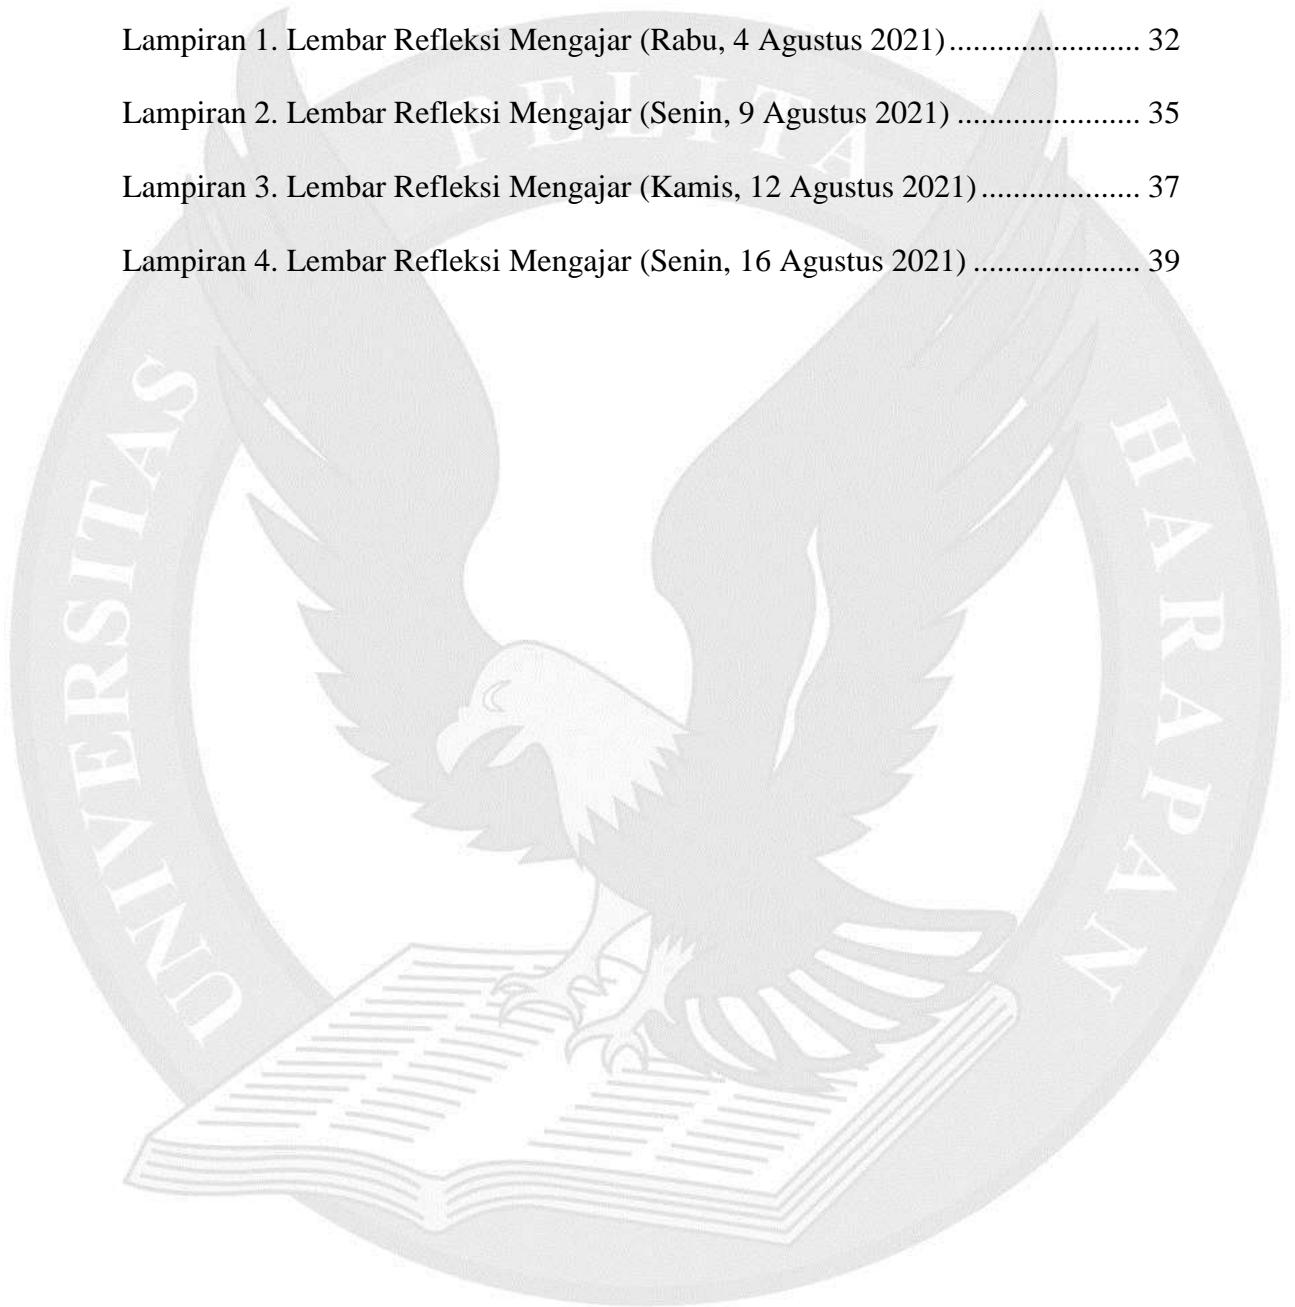 Lampiran 1. Lembar Refleksi Mengajar (Rabu, 4 Agustus 2021)........................ 32
PELITA
Lampiran 2. Lembar Refleksi Mengajar (Senin, 9 Agustus 2021) ....................... 35
Lampiran 3. Lembar Refleksi Mengajar (Kamis, 12 Agustus 2021).................... 37
Lampiran 4. Lembar Refleksi Mengajar (Senin, 16 Agustus 2021) ..................... 39
UNIVERSITAS
HARAPAN